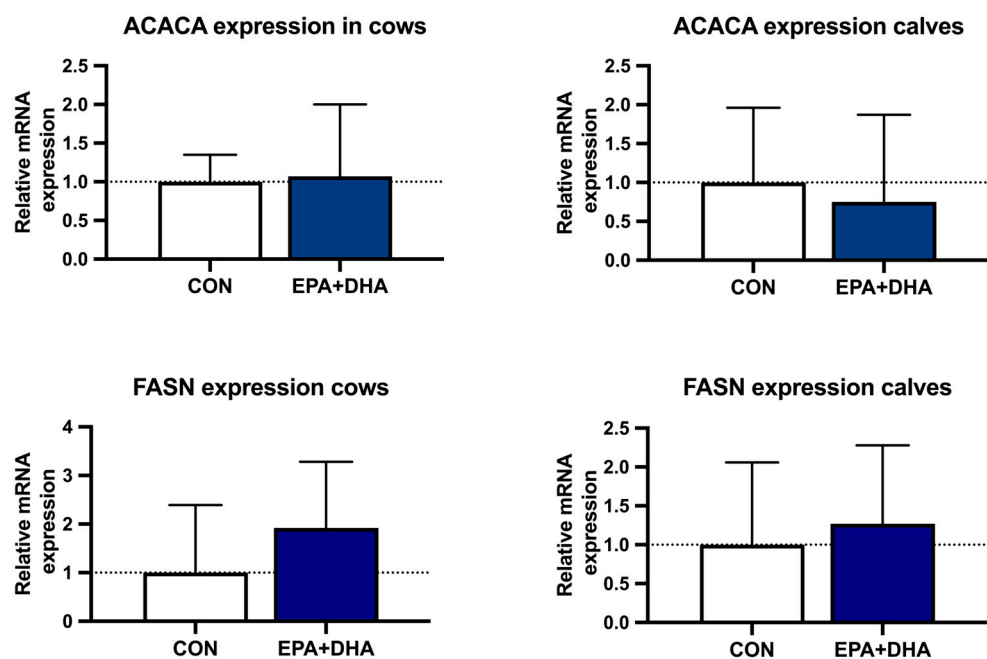 ACACA expression in cows
Relative mRNA
expression
2.5
2.0
1.5
1.0
0.5
0.0
CON EPA+DHA
ACACA expression calves
Relative mRNA
expression
2.5
2.0
1.5
1.0
0.5
0.0
CON EPA+DHA
FASN expression cows
Relative mRNA
expression
4
3
2
1
0
CON EPA+DHA
FASN expression calves
Relative mRNA
expression
2.5
2.0
1.5
1.0
0.5
0.0
CON EPA+DHA